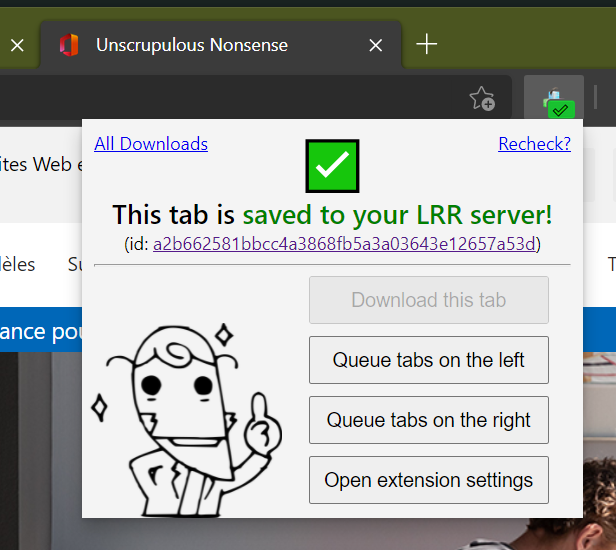 Unscrupulous Nonsense
ites Web e
All Downloads
Recheck?
This tab is saved to your LRR server!
(id: a2b662581bbcc4a3868fb5a3a03643e12657a53d)
èles
Su
T
Download this tab
ance pou
Queue tabs on the left
Queue tabs on the right
Open extension settings